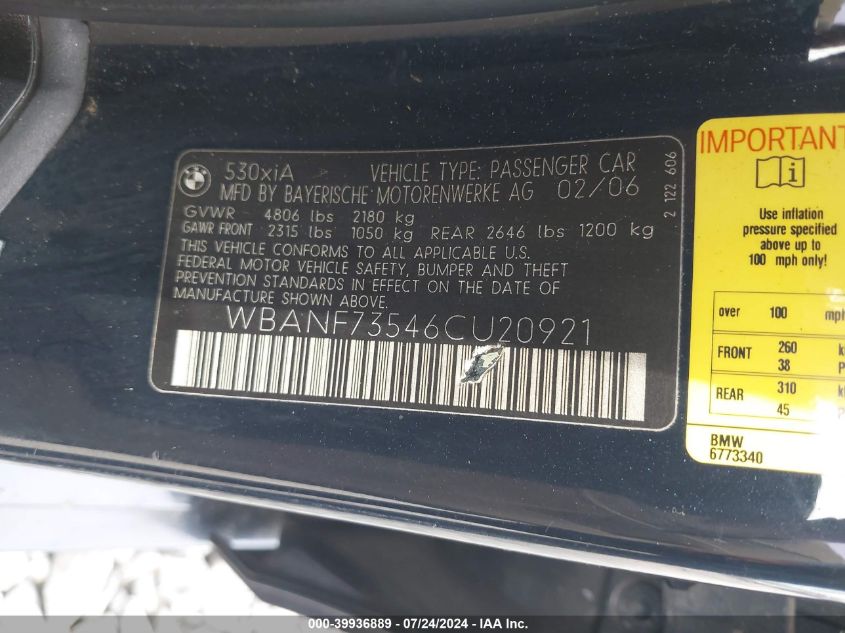 530xiA VEHICLE TYPE: PASSENGER CAR
MFD BY BAYERISCHE MOTORENWERKE AG 02/06
GVWR 4806 lbs 2180 kg
GAWR FRONT 2315 lbs 1050 kg REAR 2646 lbs 1200 kg
THIS VEHICLE CONFORMS TO ALL APPLICABLE U.S.
FEDERAL MOTOR VEHICLE SAFETY, BUMPER AND THEFT
PREVENTION STANDARDS IN EFFECT ON THE DATE OF
MANUFACTURE SHOWN ABOVE.
WBANF73546CU20921
2 122 606
IMPORTANT
i
Use inflation
pressure specified
above up to
100 mph only!
over 100 mph
FRONT 260
38
REAR 310
45
BMW
6773340
000-39936889 / 07/24/2024 - Copyright © IAA, LLC